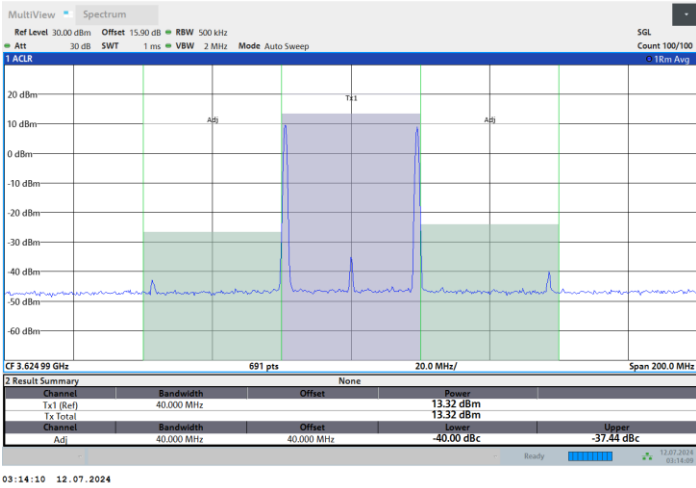 MultiView Spectrum
Ref Level 30.00 dBm Offset 15.90 dB RBW 500 kHz SGL
Att 30 dB SWT 1 ms VBW 2 MHz Mode Auto Sweep Count 100/100
1 ACLR 1Rm Avg
20 dBm
Tx1
10 dBm Adj Adj
0 dBm
-10 dBm
-20 dBm
-30 dBm
-40 dBm
-50 dBm
-60 dBm
CF 3.624 99 GHz 691 pts 20.0 MHz/ Span 200.0 MHz
2 Result Summary None
Channel Bandwidth Offset Power
Tx1 (Ref) 40.000 MHz 13.32 dBm
Tx Total 13.32 dBm
Channel Bandwidth Offset Lower Upper
Adj 40.000 MHz 40.000 MHz -40.00 dBc -37.44 dBc
Ready 12.07.2024
03:14:09
03:14:10 12.07.2024